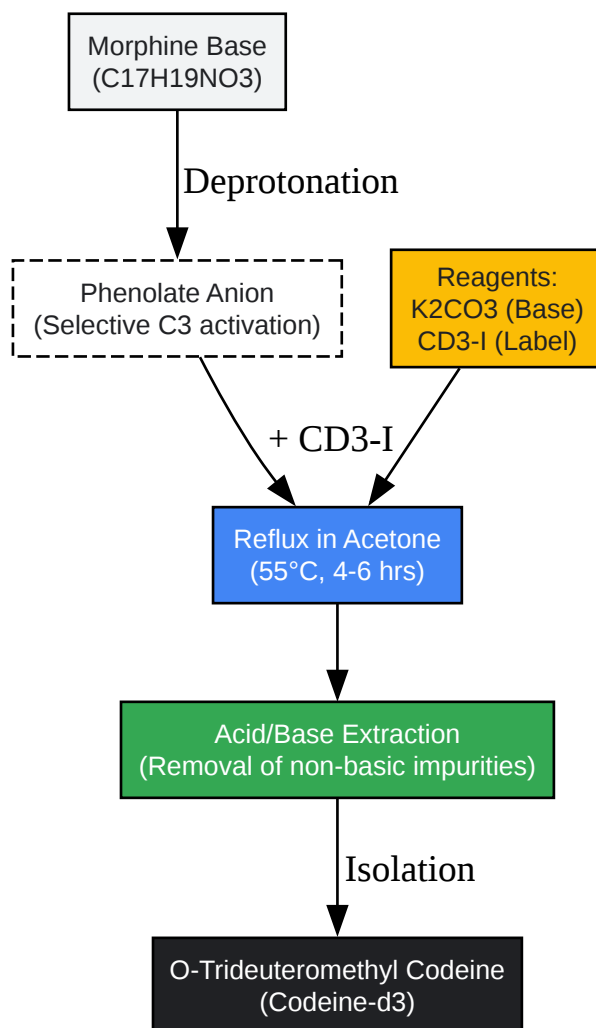 Morphine Base
(C17H19NO3)
Deprotonation
Phenolate Anion
(Selective C3 activation)
Reagents:
K2CO3 (Base)
CD3-I (Label)
+ CD3-I
Reflux in Acetone
(55°C, 4-6 hrs)
Acid/Base Extraction
(Removal of non-basic impurities)
Isolation
O-Trideuteromethyl Codeine
(Codeine-d3)